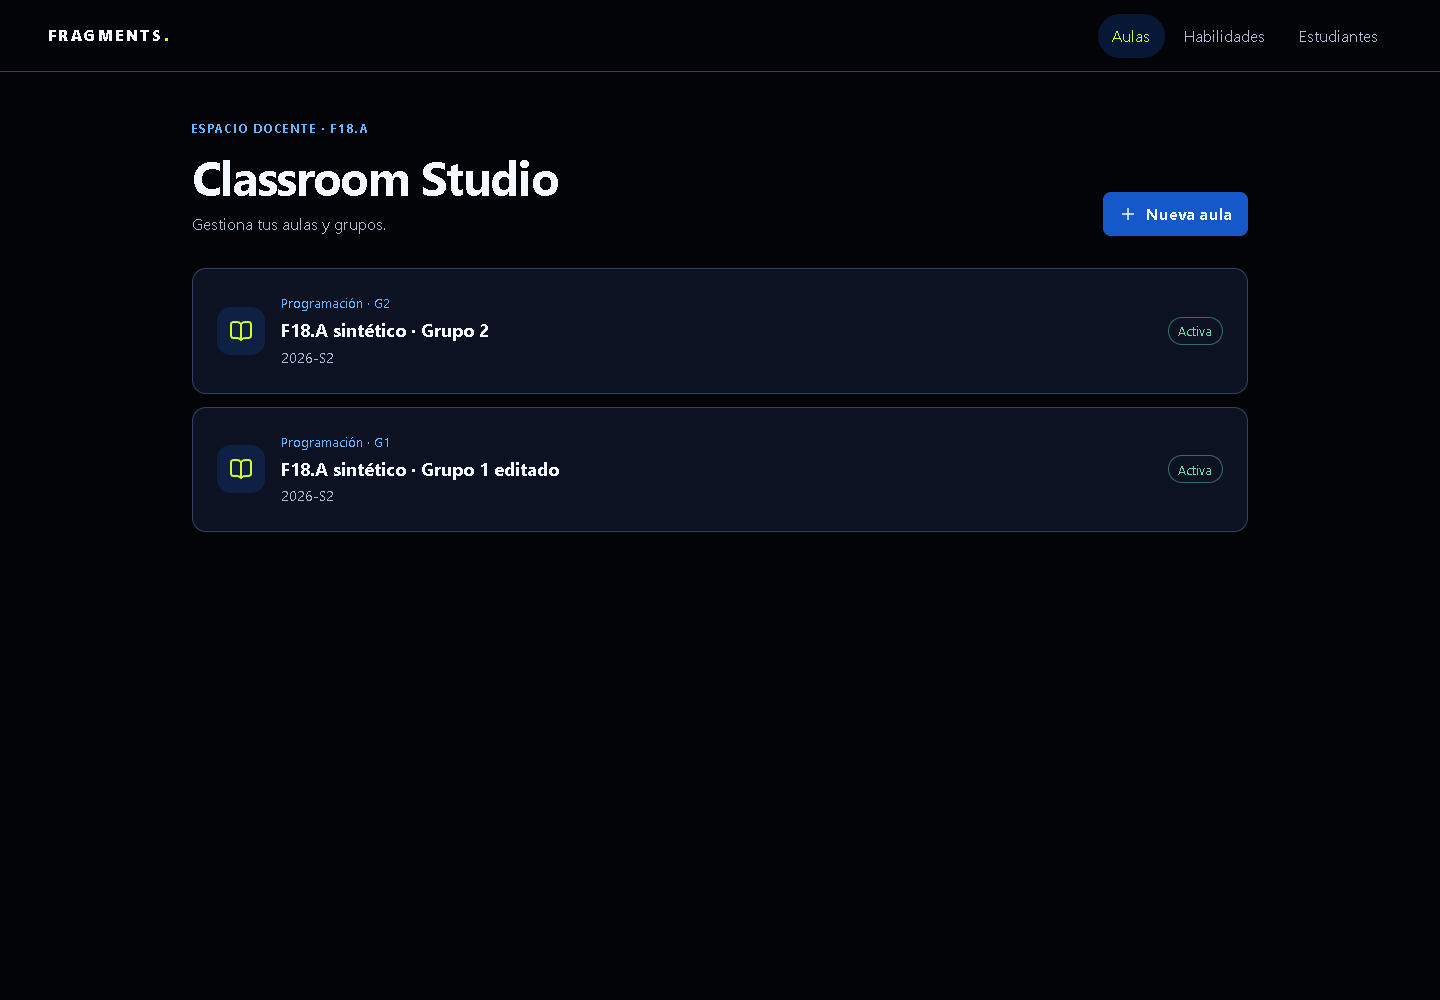 FRAGMENTS.
Aulas
Habilidades
Estudiantes
ESPACIO DOCENTE · F18.A
Classroom Studio
Gestiona tus aulas y grupos.
+ Nueva aula
Programación · G2
F18.A sintético · Grupo 2
2026-S2
Activa
Programación · G1
F18.A sintético · Grupo 1 editado
2026-S2
Activa